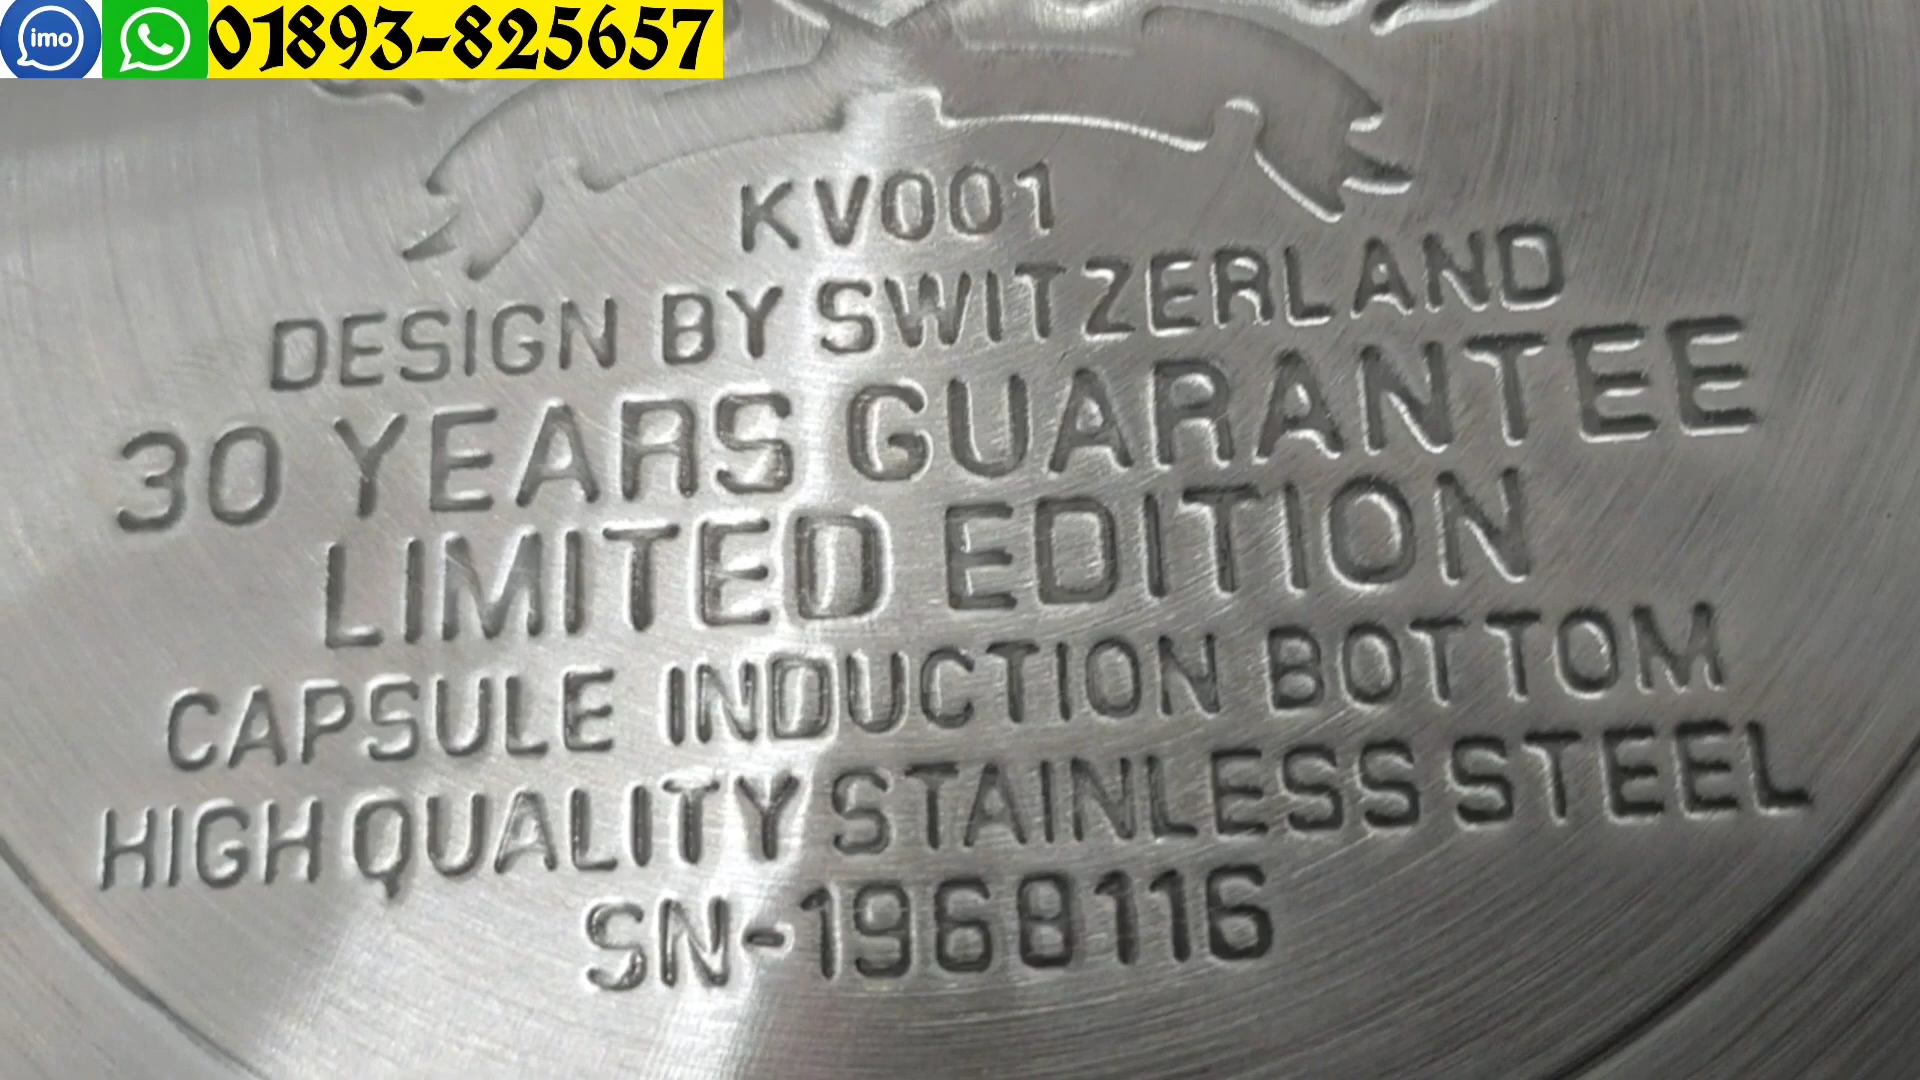 imo 01893-825657
KV001
DESIGN BY SWITZERLAND
30 YEARS GUARANTEE
LIMITED EDITION
CAPSULE INDUCTION BOTTOM
HIGH QUALITY STAINLESS STEEL
SN-1968116